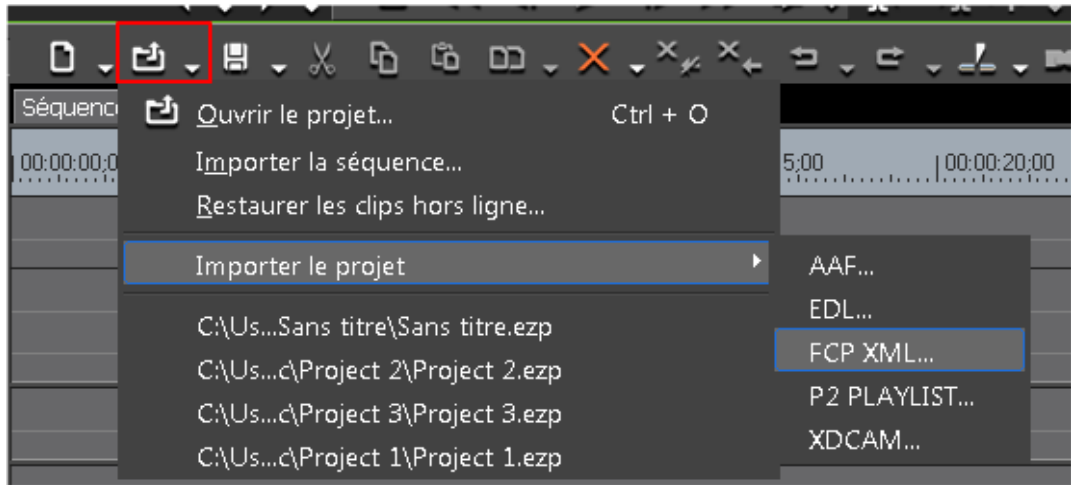 Séquenc
Ouvrir le projet... Ctrl + O
00:00:00;0
Importer la séquence...
5;00
00:00:20;00
Restaurer les clips hors ligne...
Importer le projet
AAF...
EDL...
FCP XML...
P2 PLAYLIST...
XDCAM...
C:\Us...Sans titre\Sans titre.ezp
C:\Us...c\Project 2\Project 2.ezp
C:\Us...c\Project 3\Project 3.ezp
C:\Us...c\Project 1\Project 1.ezp